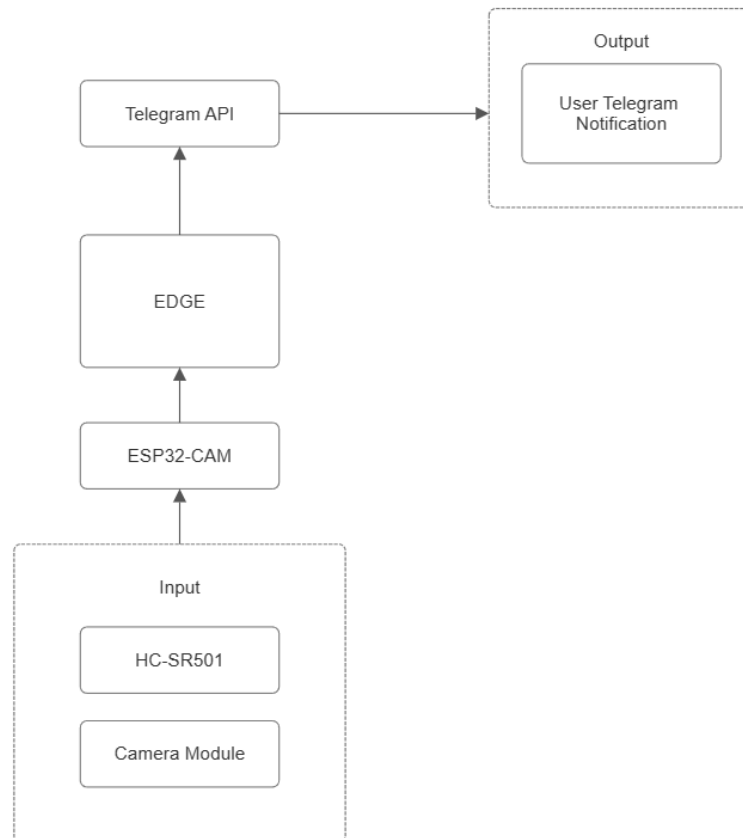 Output
User Telegram
Notification
Telegram API
EDGE
ESP32-CAM
Input
HC-SR501
Camera Module